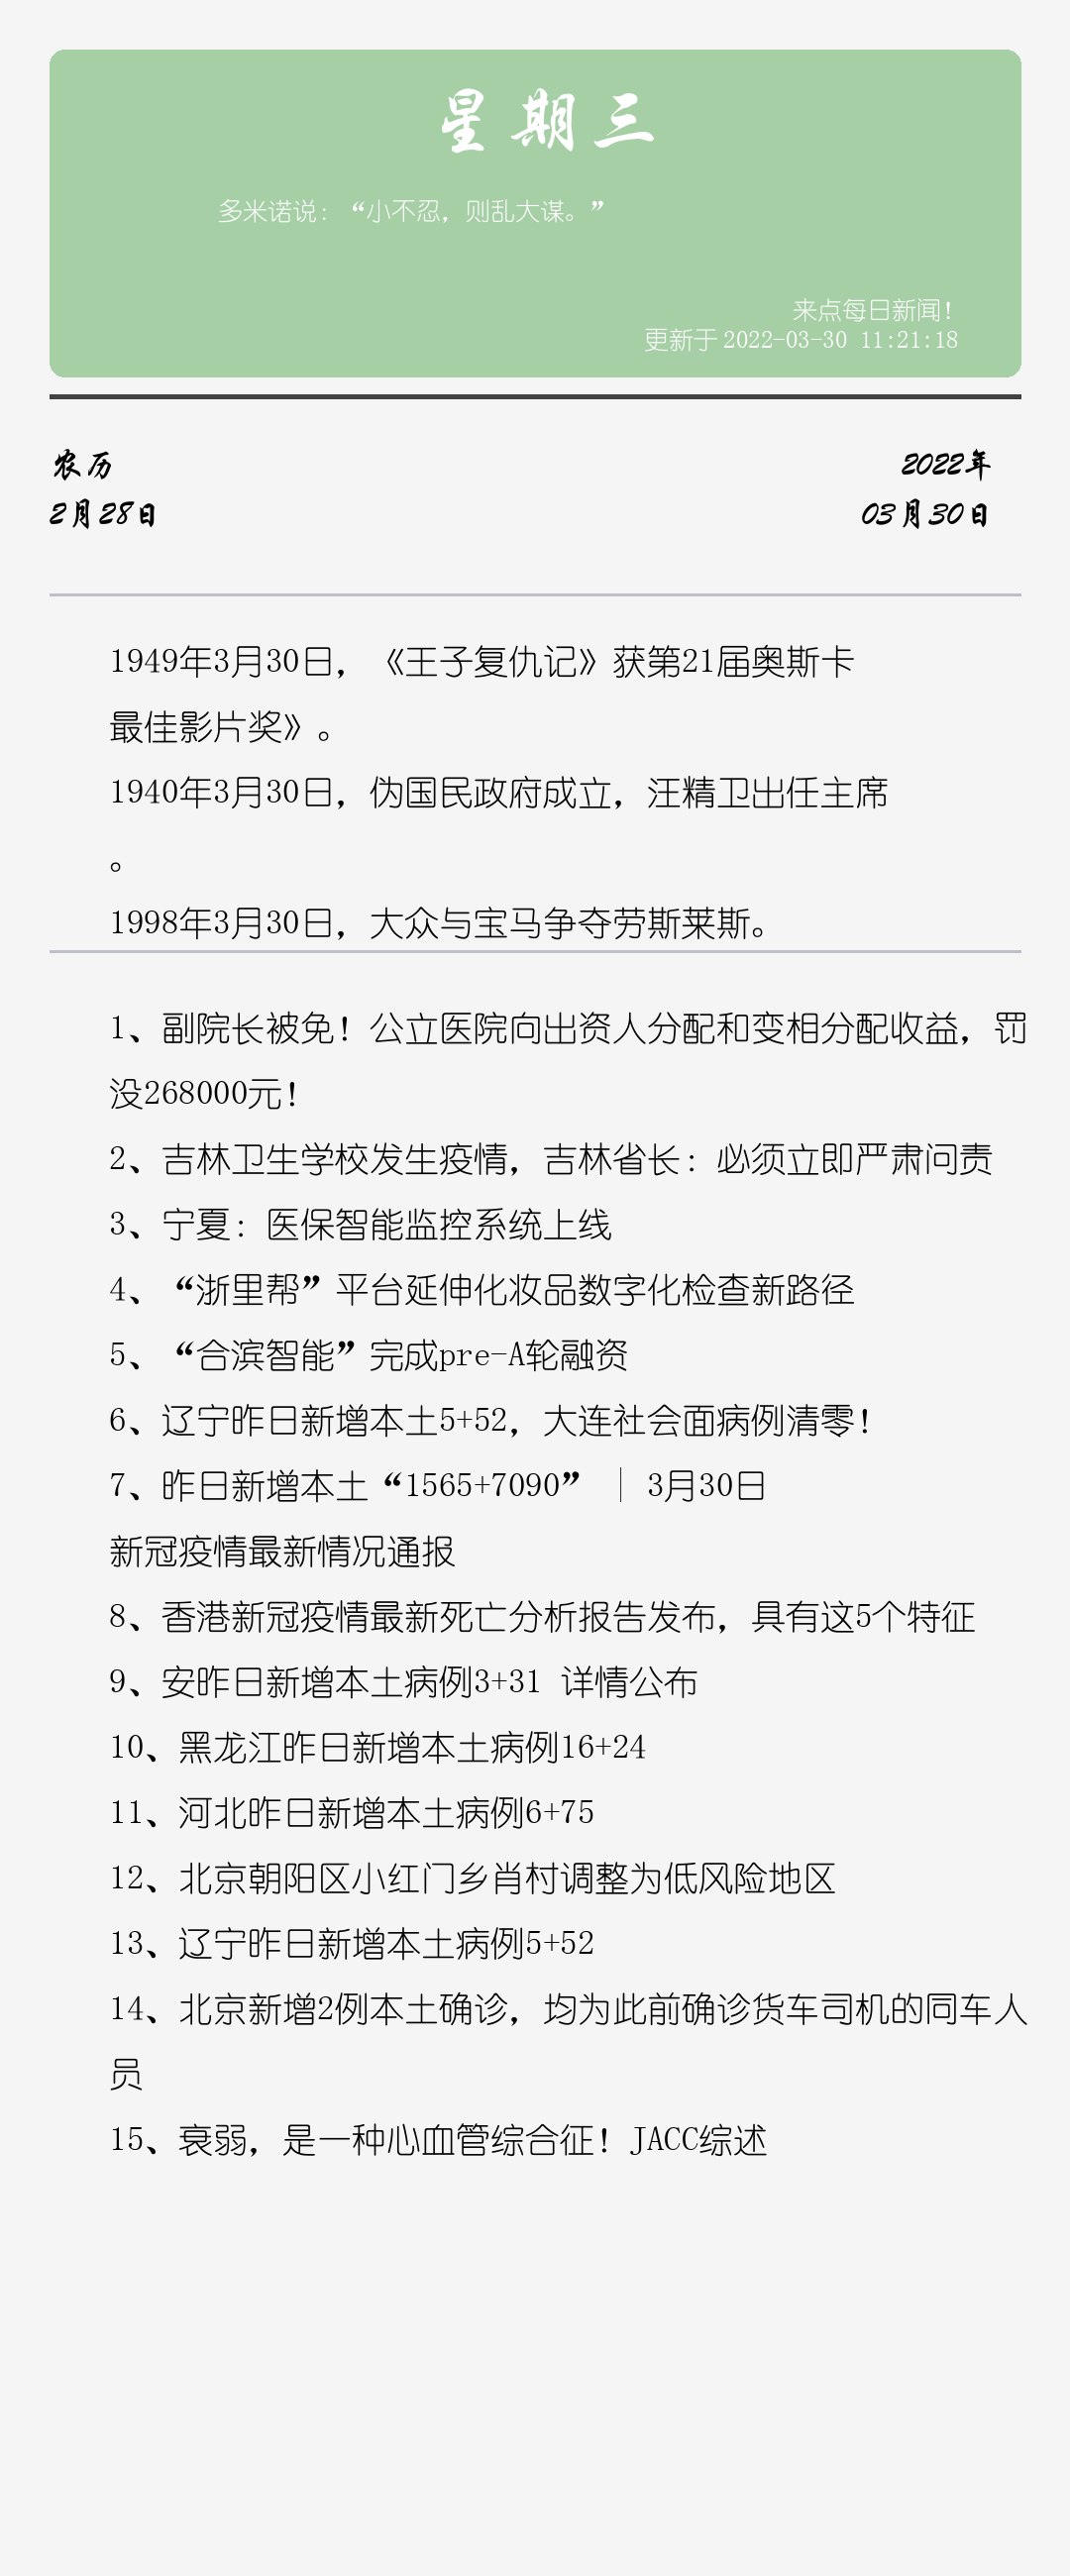 星期三
多米诺说：“小不忍，则乱大谋。”
来点每日新闻！
更新于 2022-03-30 11:21:18
农历
2022年
2月28日
03月30日
1949年3月30日，《王子复仇记》获第21届奥斯卡
最佳影片奖》。
1940年3月30日，伪国民政府成立，汪精卫出任主席
。
1998年3月30日，大众与宝马争夺劳斯莱斯。
1、副院长被免！公立医院向出资人分配和变相分配收益，罚
没268000元！
2、吉林卫生学校发生疫情，吉林省长：必须立即严肃问责
3、宁夏：医保智能监控系统上线
4、“浙里帮”平台延伸化妆品数字化检查新路径
5、“合滨智能”完成pre-A轮融资
6、辽宁昨日新增本土5+52，大连社会面病例清零！
7、昨日新增本土“1565+7090” | 3月30日
新冠疫情最新情况通报
8、香港新冠疫情最新死亡分析报告发布，具有这5个特征
9、安昨日新增本土病例3+31 详情公布
10、黑龙江昨日新增本土病例16+24
11、河北昨日新增本土病例6+75
12、北京朝阳区小红门乡肖村调整为低风险地区
13、辽宁昨日新增本土病例5+52
14、北京新增2例本土确诊，均为此前确诊货车司机的同车人
员
15、衰弱，是一种心血管综合征！JACC综述